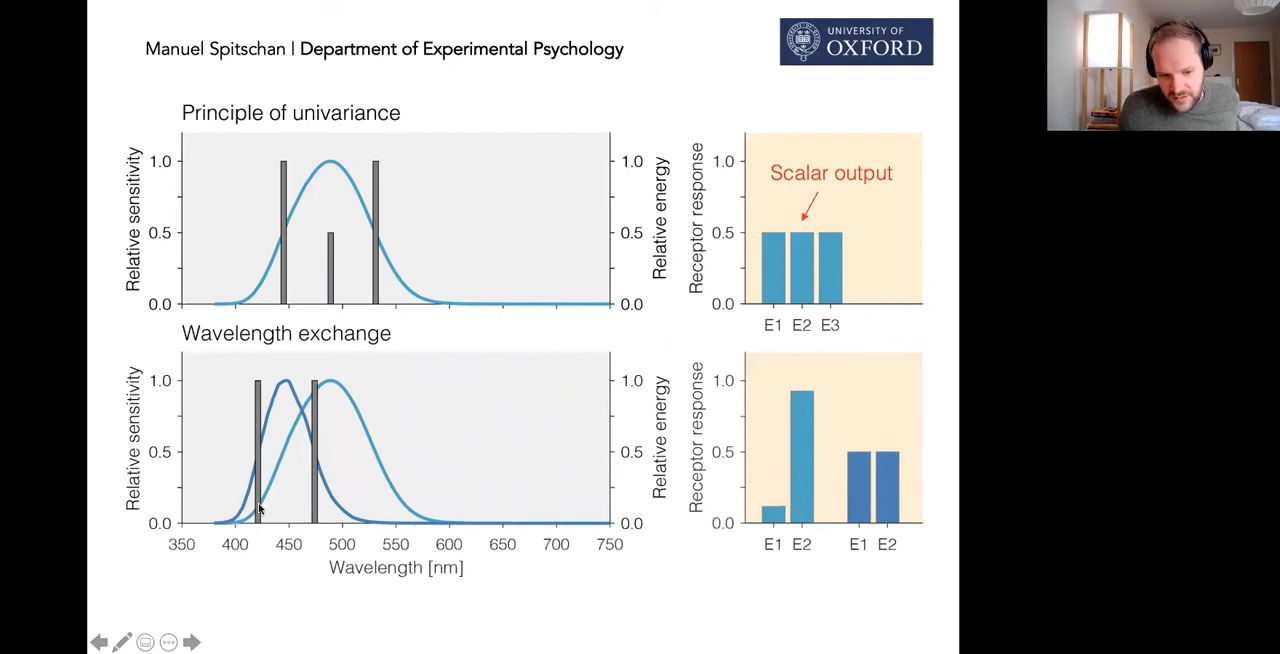 Manuel Spitschan | Department of Experimental Psychology
UNIVERSITY OF
OXFORD
Principle of univariance
Relative sensitivity
1.0
0.5
0.0
1.0
0.5
0.0
Relative energy
Receptor response
1.0
0.5
0.0
Scalar output
E1 E2 E3
Wavelength exchange
Relative sensitivity
1.0
0.5
0.0
350 400 450 500 550 600 650 700 750
Wavelength [nm]
1.0
0.5
0.0
Relative energy
Receptor response
1.0
0.5
0.0
E1 E2 E1 E2